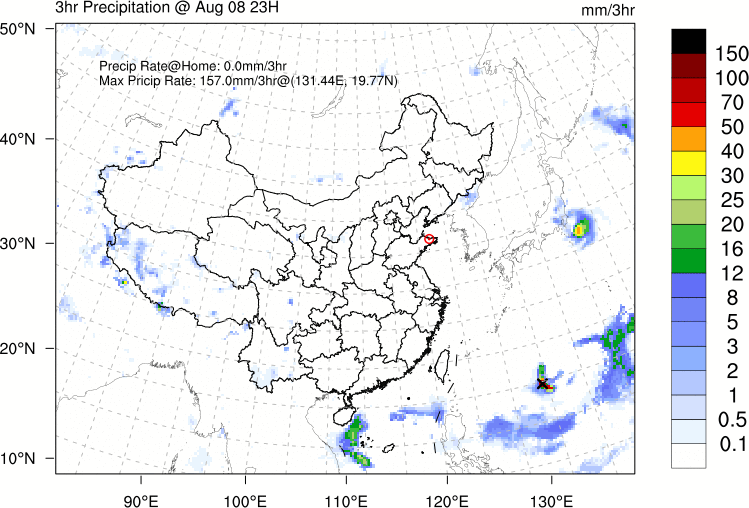 3hr Precipitation @ Aug 08 23H
mm/3hr
50°N
Precip Rate@Home: 0.0mm/3hr
Max Pricip Rate: 157.0mm/3hr@(131.44E, 19.77N)
40°N
30°N
20°N
10°N
90°E 100°E 110°E 120°E 130°E
150
100
70
50
40
30
25
20
16
12
8
5
3
2
1
0.5
0.1